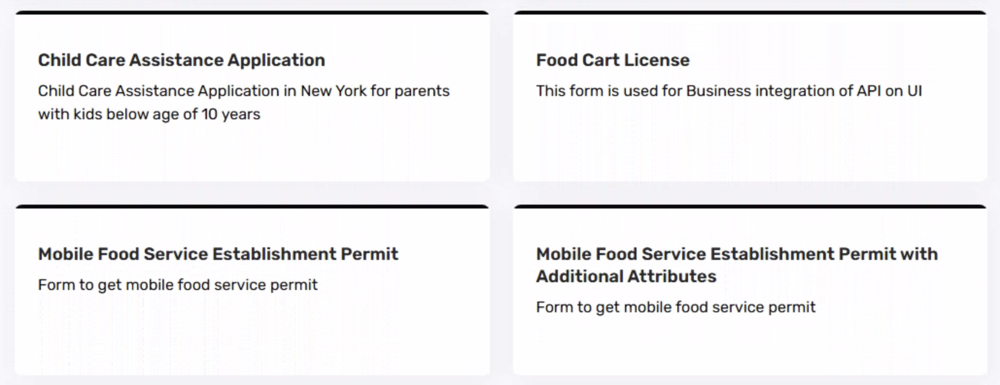 Child Care Assistance Application
Child Care Assistance Application in New York for parents
with kids below age of 10 years
Food Cart License
This form is used for Business integration of API on UI
Mobile Food Service Establishment Permit
Form to get mobile food service permit
Mobile Food Service Establishment Permit with
Additional Attributes
Form to get mobile food service permit